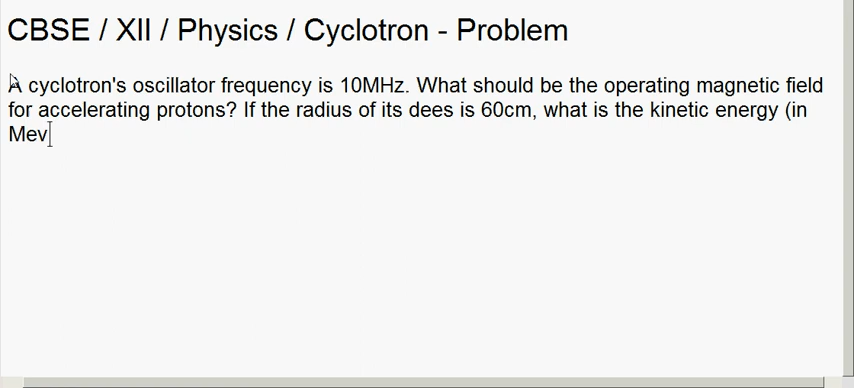 CBSE / XII / Physics / Cyclotron - Problem
A cyclotron's oscillator frequency is 10MHz. What should be the operating magnetic field
for accelerating protons? If the radius of its dees is 60cm, what is the kinetic energy (in
Mev